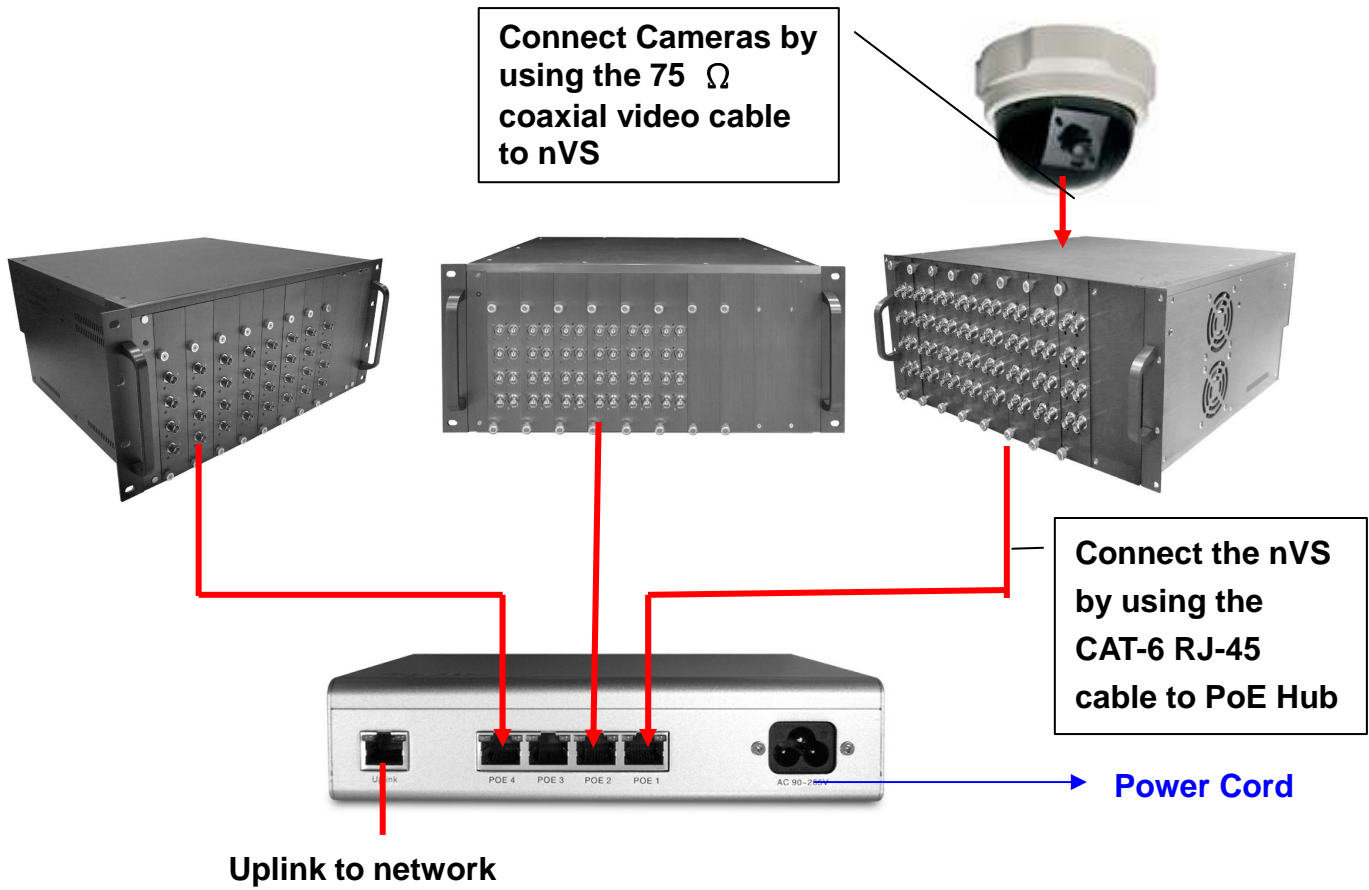 Connect Cameras by
using the 75 Ω
coaxial video cable
to nVS
Connect the nVS
by using the
CAT-6 RJ-45
cable to PoE Hub
Uplink
POE 4
POE 3
POE 2
POE 1
Power Cord
Uplink to network